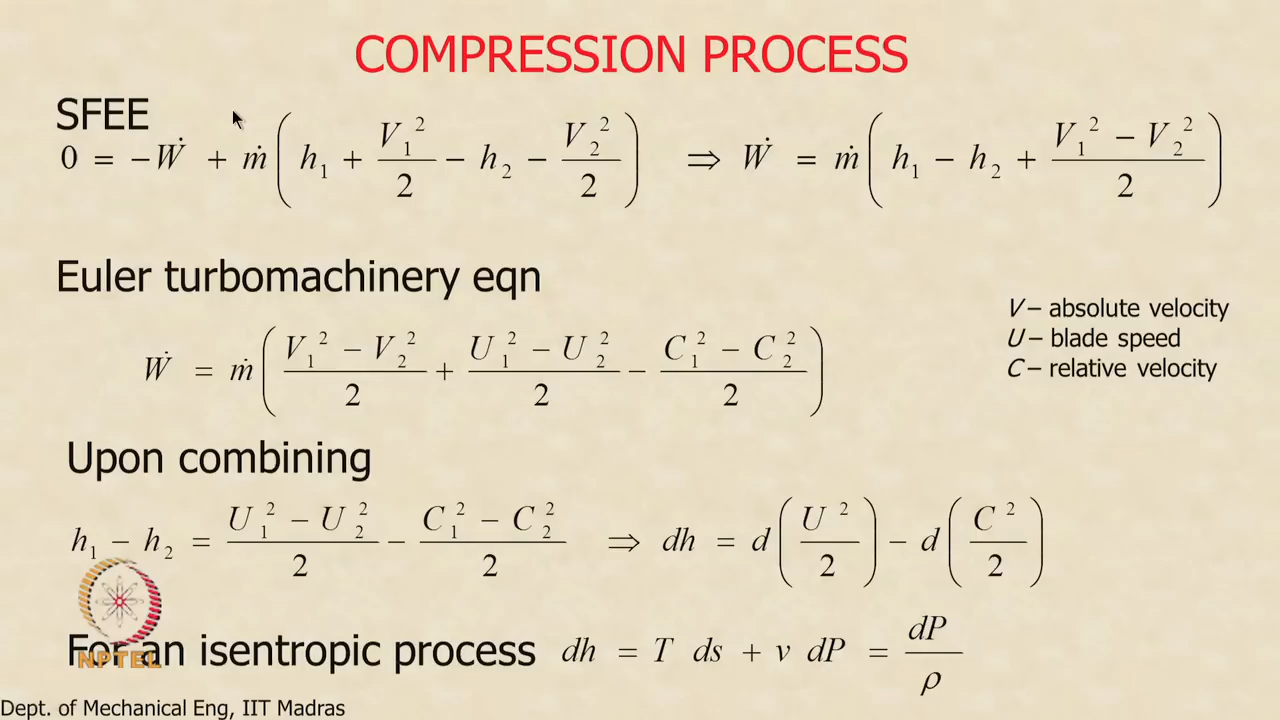 COMPRESSION PROCESS
SFEE
0 = −Ẇ + ṁ ( h₁ + V₁²/2 − h₂ − V₂²/2 ) ⇒ Ẇ = ṁ ( h₁ − h₂ + (V₁² − V₂²)/2 )
Euler turbomachinery eqn
V – absolute velocity
U – blade speed
C – relative velocity
Ẇ = ṁ ( (V₁² − V₂²)/2 + (U₁² − U₂²)/2 − (C₁² − C₂²)/2 )
Upon combining
h₁ − h₂ = (U₁² − U₂²)/2 − (C₁² − C₂²)/2 ⇒ dh = d(U²/2) − d(C²/2)
For an isentropic process dh = T ds + v dP = dP/ρ
NPTEL
Dept. of Mechanical Eng, IIT Madras